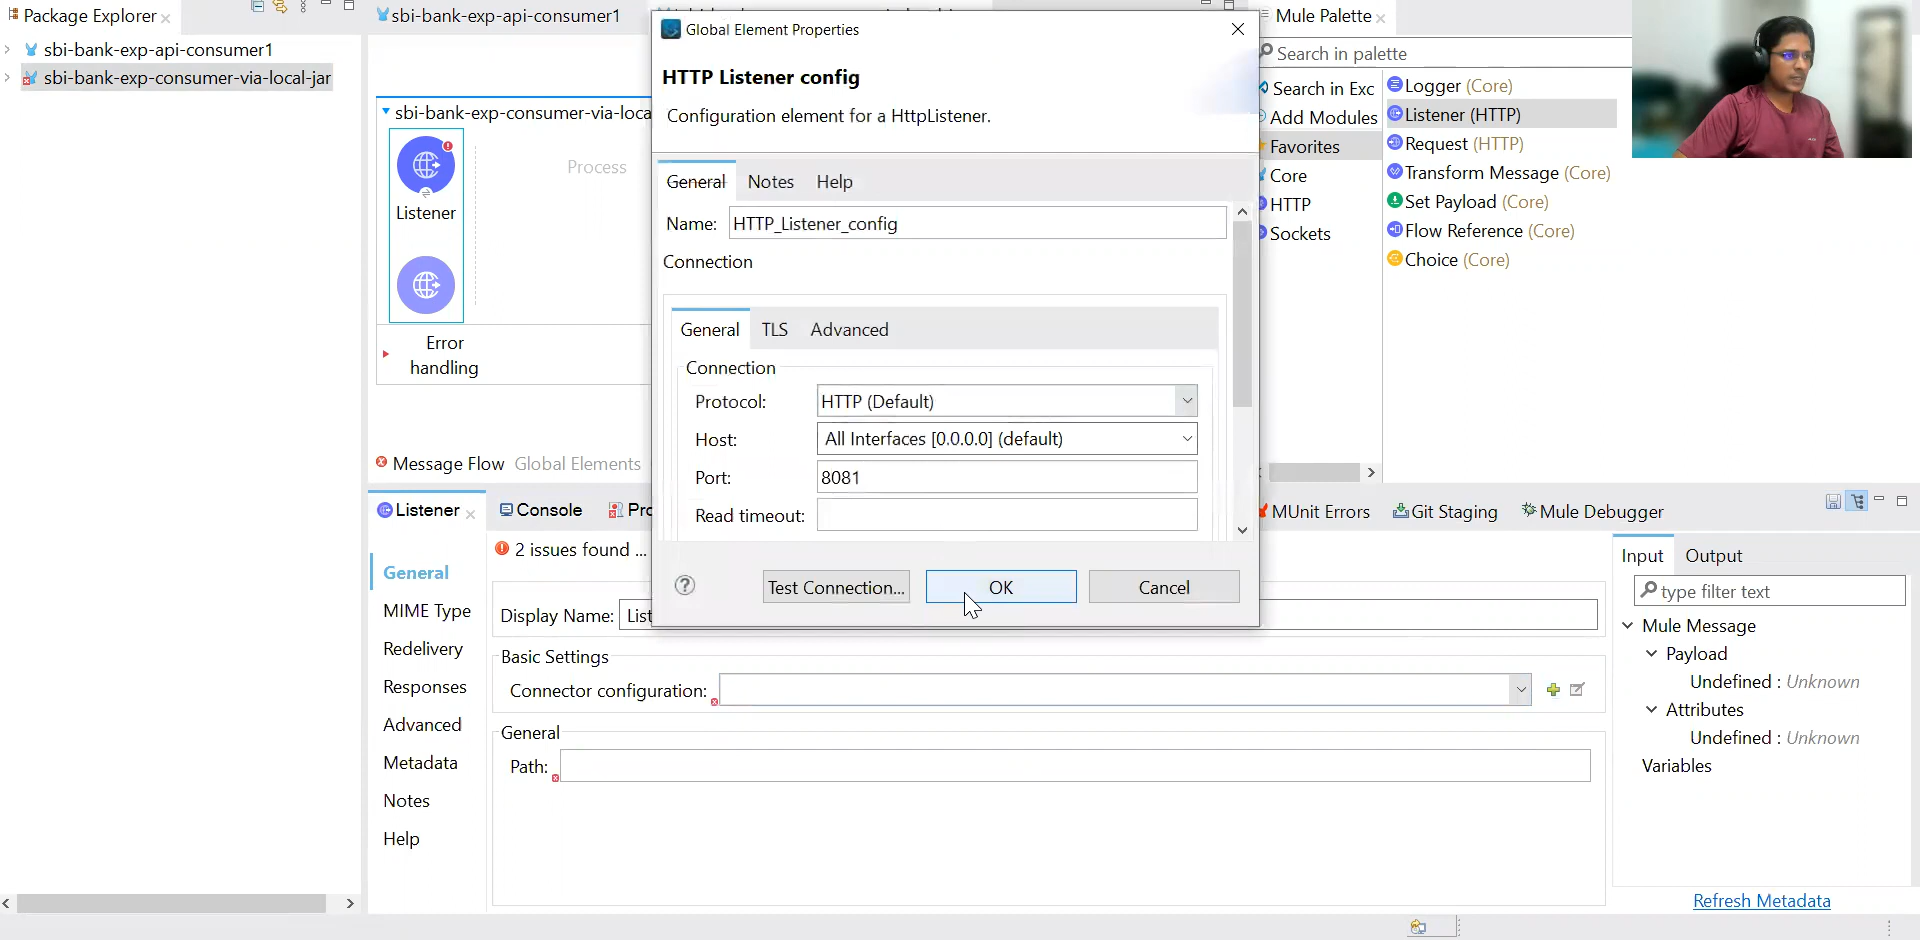 Package Explorer
sbi-bank-exp-api-consumer1
sbi-bank-exp-consumer-via-local-jar
sbi-bank-exp-api-consumer1
sbi-bank-exp-consumer-via-loca
Listener
Process
Error
handling
Message Flow Global Elements
Global Element Properties
HTTP Listener config
Configuration element for a HttpListener.
General Notes Help
Name: HTTP_Listener_config
Connection
General TLS Advanced
Connection
Protocol: HTTP (Default)
Host: All Interfaces [0.0.0.0] (default)
Port: 8081
Read timeout:
Test Connection... OK Cancel
Mule Palette
Search in palette
Search in Exc
Add Modules
Favorites
Core
HTTP
Sockets
Logger (Core)
Listener (HTTP)
Request (HTTP)
Transform Message (Core)
Set Payload (Core)
Flow Reference (Core)
Choice (Core)
Listener Console Pro
MUnit Errors Git Staging Mule Debugger
2 issues found ...
General
MIME Type
Redelivery
Responses
Advanced
Metadata
Notes
Help
Display Name: List
Basic Settings
Connector configuration:
General
Path:
Input Output
type filter text
Mule Message
Payload
Undefined : Unknown
Attributes
Undefined : Unknown
Variables
Refresh Metadata